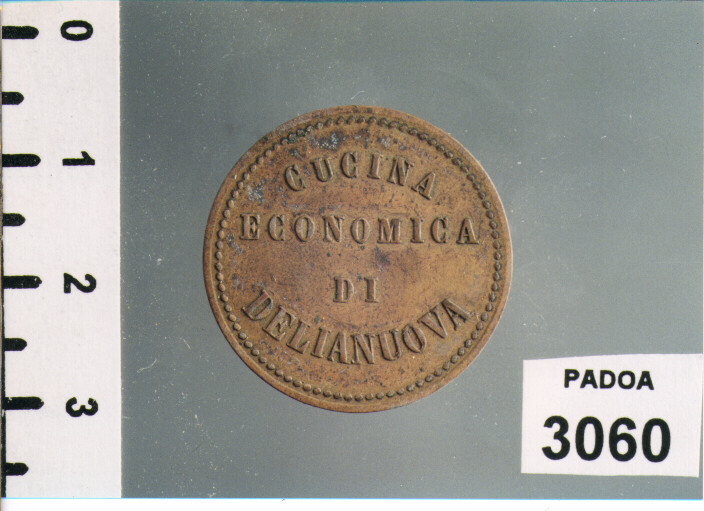 0
1
2
3
CUCINA
ECONOMICA
DI
DELIANUOVA
PADOA
3060